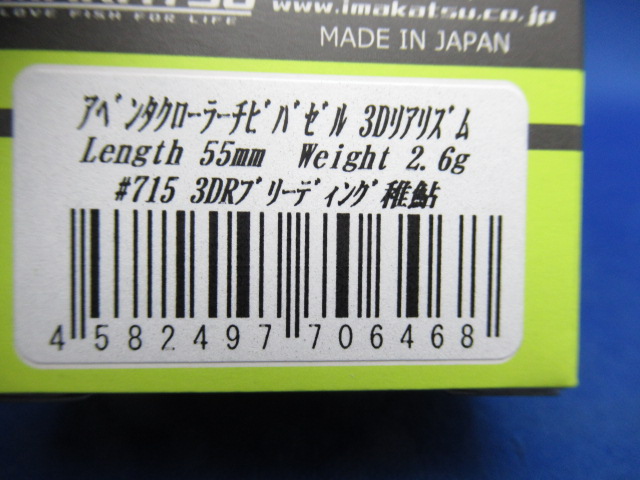 LOVE FISH FOR LIFE
www.imakatsu.co.jp
MADE IN JAPAN
アベンタクローラーチビバゼル 3Dリアリズム
Length 55mm Weight 2.6g
#715 3DRブリーディング稚鮎
4 582497 706468